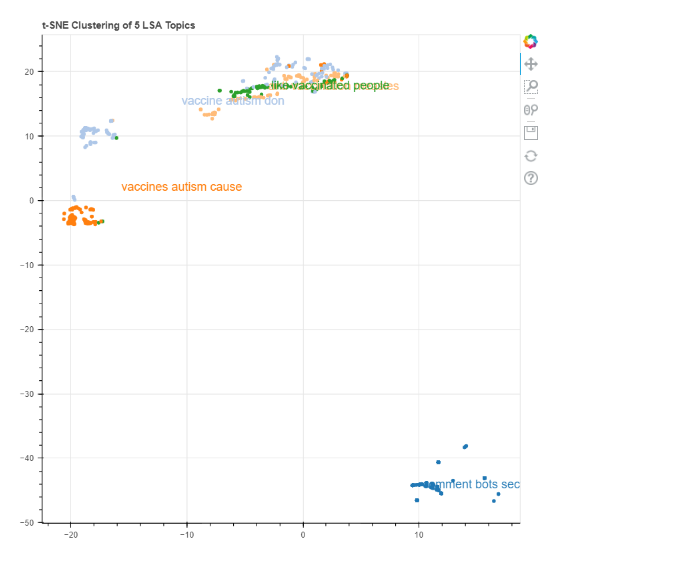 t-SNE Clustering of 5 LSA Topics
20
like vaccinated people
vaccine autism don
10
vaccines autism cause
0
−10
−20
−30
−40
bots sec
−50
−20
−10
0
10